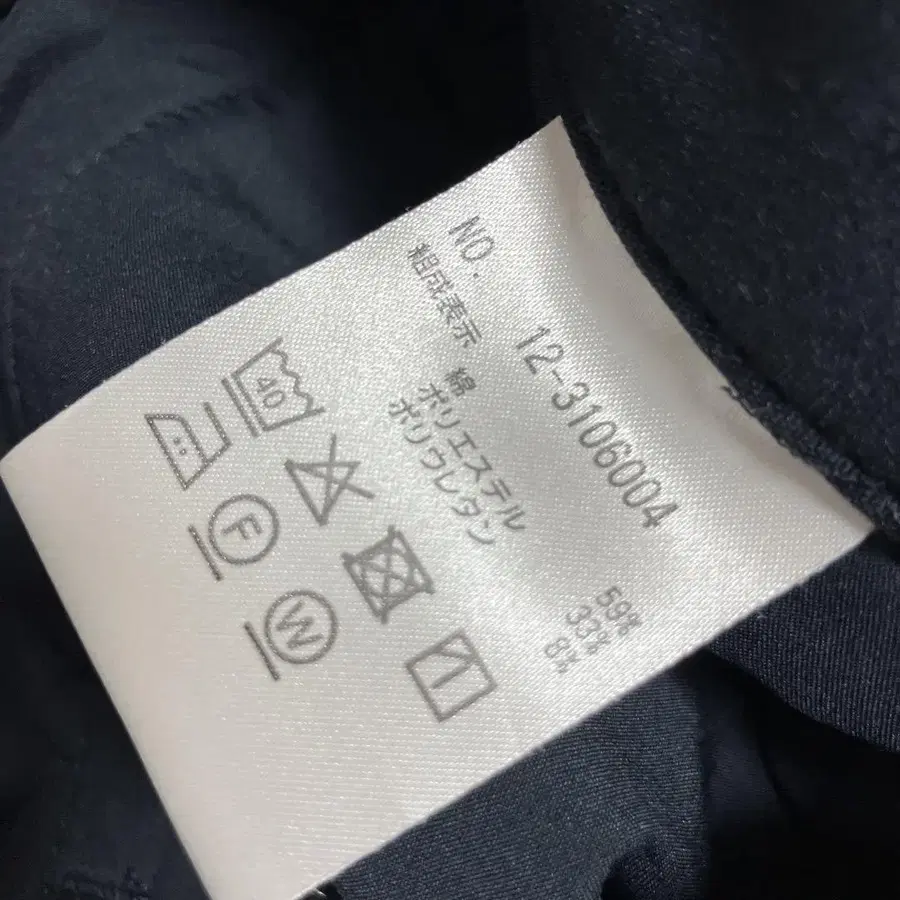 NO. 12-3106004
組成表示
綿 59%
ポリエステル 33%
ポリウレタン 8%
40
F
W